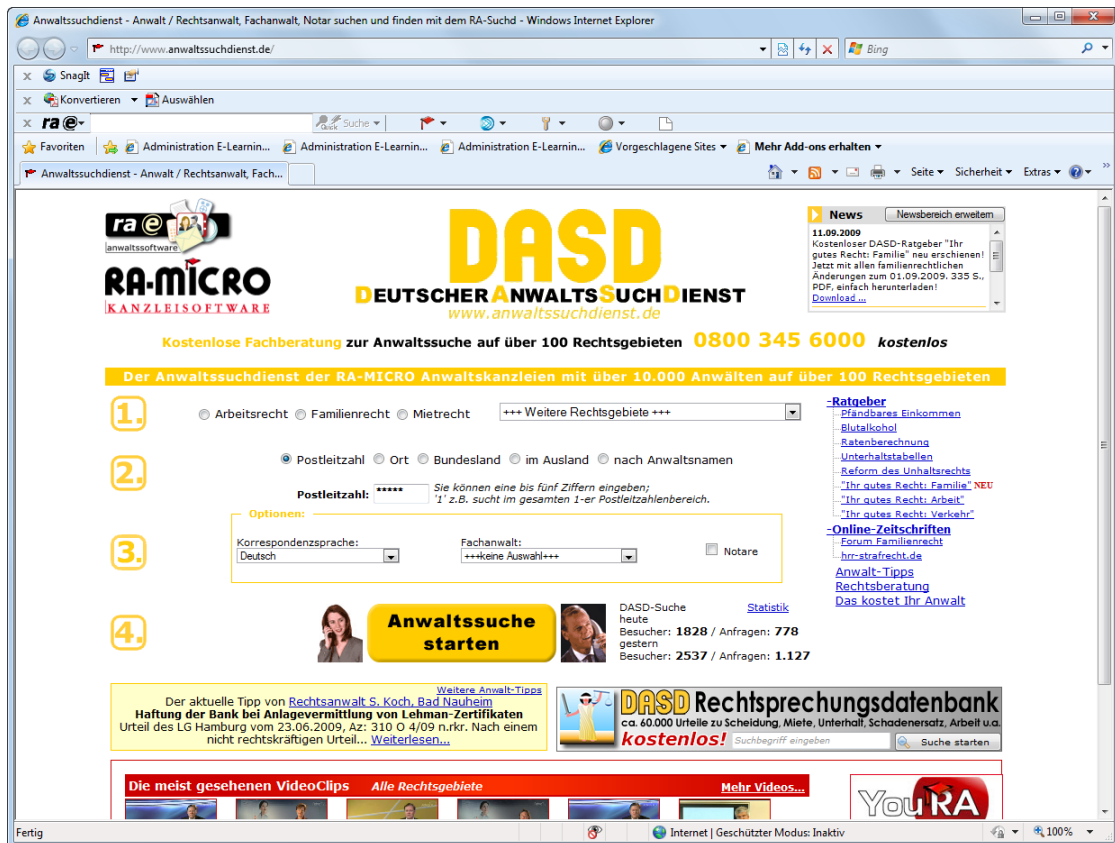 Anwaltssuchdienst - Anwalt / Rechtsanwalt, Fachanwalt, Notar suchen und finden mit dem RA-Suchd - Windows Internet Explorer
http://www.anwaltssuchdienst.de/
Bing
x SnagIt
x Konvertieren Auswählen
x ra e Quick Suche
Favoriten Administration E-Learnin... Administration E-Learnin... Administration E-Learnin... Vorgeschlagene Sites Mehr Add-ons erhalten
Anwaltssuchdienst - Anwalt / Rechtsanwalt, Fach... Seite Sicherheit Extras
ra e
anwaltssoftware
RA-MICRO
KANZLEISOFTWARE
DASD
DEUTSCHER ANWALTSSUCHDIENST
www.anwaltssuchdienst.de
News Newsbereich erweitern
11.09.2009
Kostenloser DASD-Ratgeber "Ihr
gutes Recht: Familie" neu erschienen!
Jetzt mit allen familienrechtlichen
Änderungen zum 01.09.2009. 335 S.,
PDF, einfach herunterladen!
Download ...
Kostenlose Fachberatung zur Anwaltssuche auf über 100 Rechtsgebieten 0800 345 6000 kostenlos
Der Anwaltssuchdienst der RA-MICRO Anwaltskanzleien mit über 10.000 Anwälten auf über 100 Rechtsgebieten
1. Arbeitsrecht Familienrecht Mietrecht +++ Weitere Rechtsgebiete +++
2. Postleitzahl Ort Bundesland im Ausland nach Anwaltsnamen
Postleitzahl: ***** Sie können eine bis fünf Ziffern eingeben;
'1' z.B. sucht im gesamten 1-er Postleitzahlenbereich.
Optionen:
3. Korrespondenzsprache: Fachanwalt:
Deutsch +++keine Auswahl+++ Notare
4. Anwaltssuche
starten
DASD-Suche Statistik
heute
Besucher: 1828 / Anfragen: 778
gestern
Besucher: 2537 / Anfragen: 1.127
-Ratgeber
Pfändbares Einkommen
Blutalkohol
Ratenberechnung
Unterhaltstabellen
Reform des Unhaltsrechts
"Ihr gutes Recht: Familie" NEU
"Ihr gutes Recht: Arbeit"
"Ihr gutes Recht: Verkehr"
-Online-Zeitschriften
Forum Familienrecht
hrr-strafrecht.de
Anwalt-Tipps
Rechtsberatung
Das kostet Ihr Anwalt
Weitere Anwalt-Tipps
Der aktuelle Tipp von Rechtsanwalt S. Koch, Bad Nauheim
Haftung der Bank bei Anlagevermittlung von Lehman-Zertifikaten
Urteil des LG Hamburg vom 23.06.2009, Az: 310 O 4/09 n.rkr. Nach einem
nicht rechtskräftigen Urteil... Weiterlesen...
DASD Rechtsprechungsdatenbank
ca. 60.000 Urteile zu Scheidung, Miete, Unterhalt, Schadenersatz, Arbeit u.a.
kostenlos! Suchbegriff eingeben Suche starten
Die meist gesehenen VideoClips Alle Rechtsgebiete Mehr Videos...
YouRA
Fertig Internet | Geschützter Modus: Inaktiv 100%